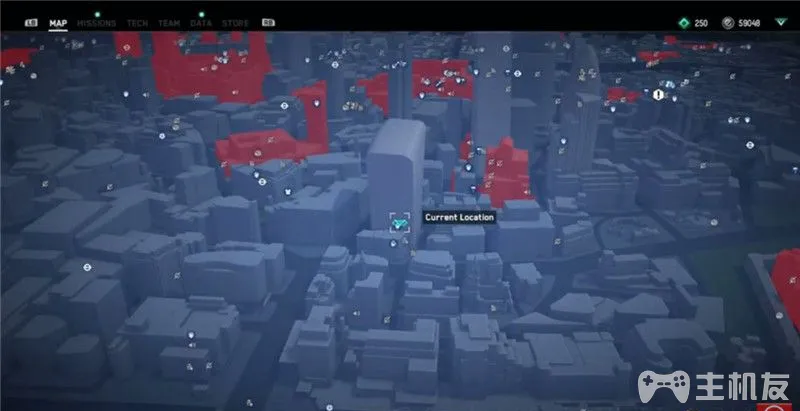 LB MAP MISSIONS TECH TEAM DATA STORE RB 250 59048
Current Location
主机友